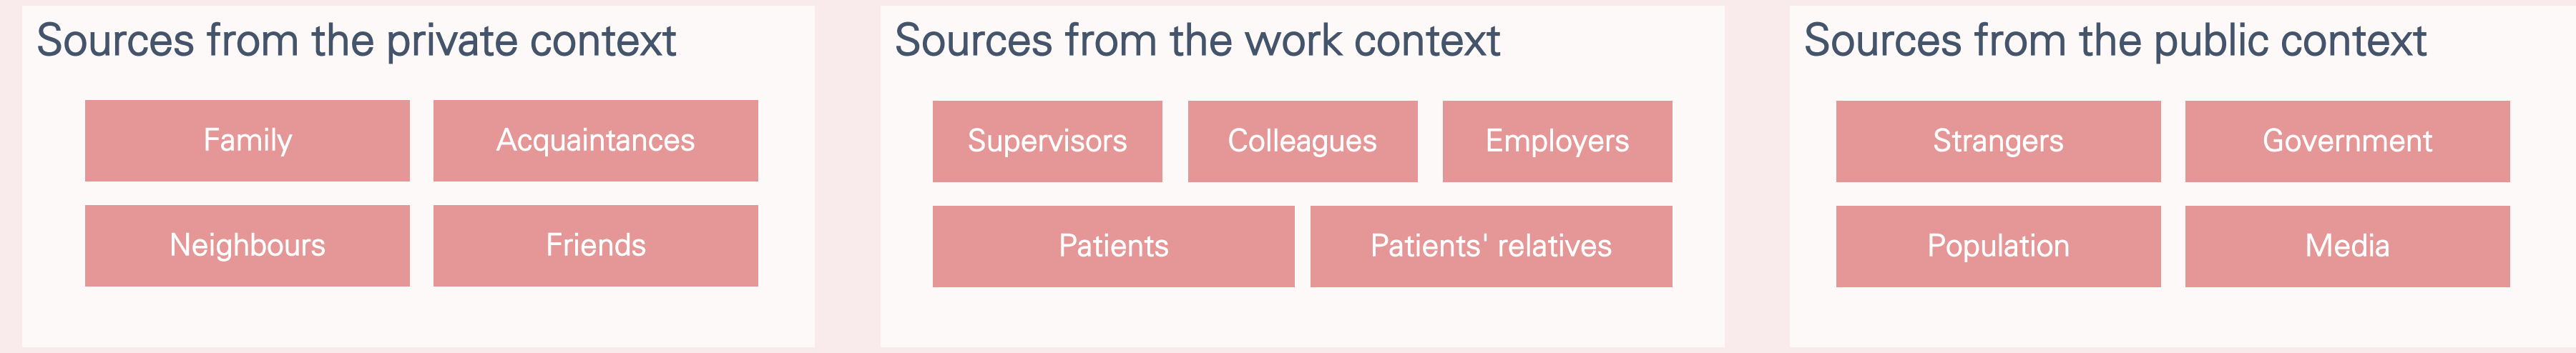 Sources from the private context
Family
Acquaintances
Neighbours
Friends
Sources from the work context
Supervisors
Colleagues
Employers
Patients
Patients' relatives
Sources from the public context
Strangers
Government
Population
Media